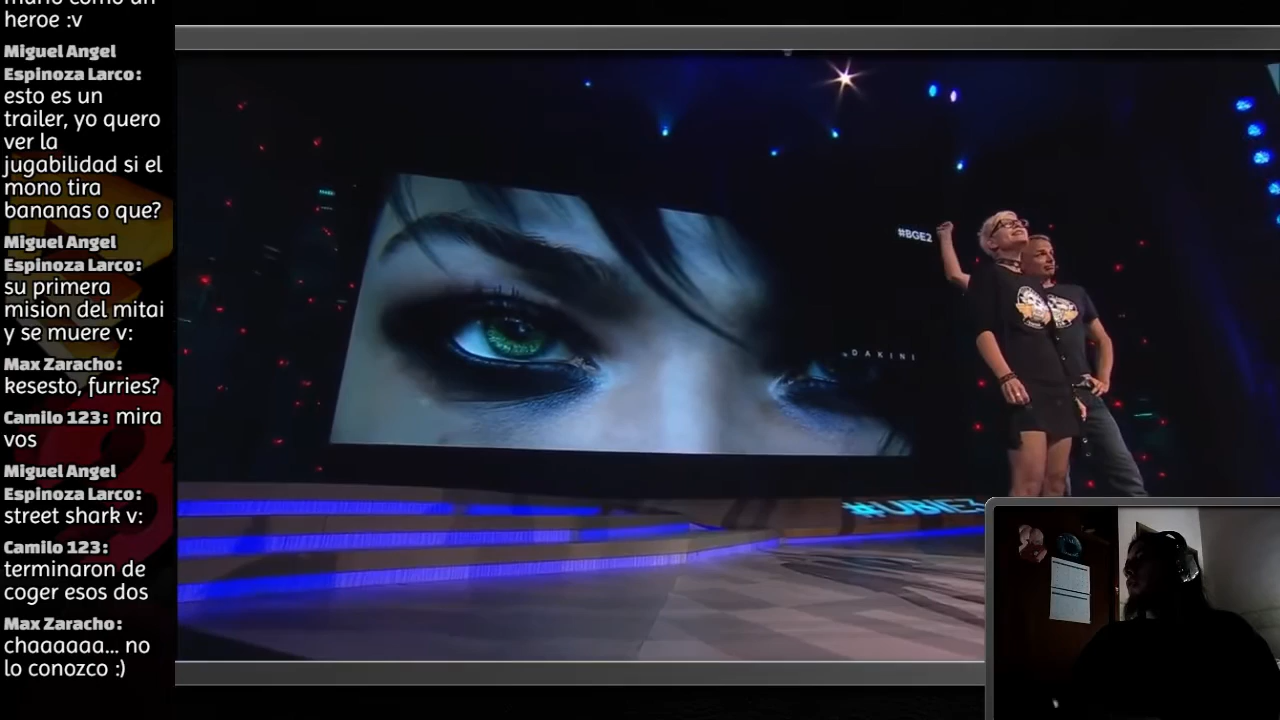 mano como un
heroe :v
Miguel Angel
Espinoza Larco:
esto es un
trailer, yo quero
ver la
jugabilidad si el
mono tira
bananas o que?
Miguel Angel
Espinoza Larco:
su primera
mision del mitai
y se muere v:
Max Zaracho:
kesesto, furries?
Camilo 123: mira
vos
Miguel Angel
Espinoza Larco:
street shark v:
Camilo 123:
terminaron de
coger esos dos
Max Zaracho:
chaaaaaa... no
lo conozco :)
#BGE2
DAKINI
#UBIE3